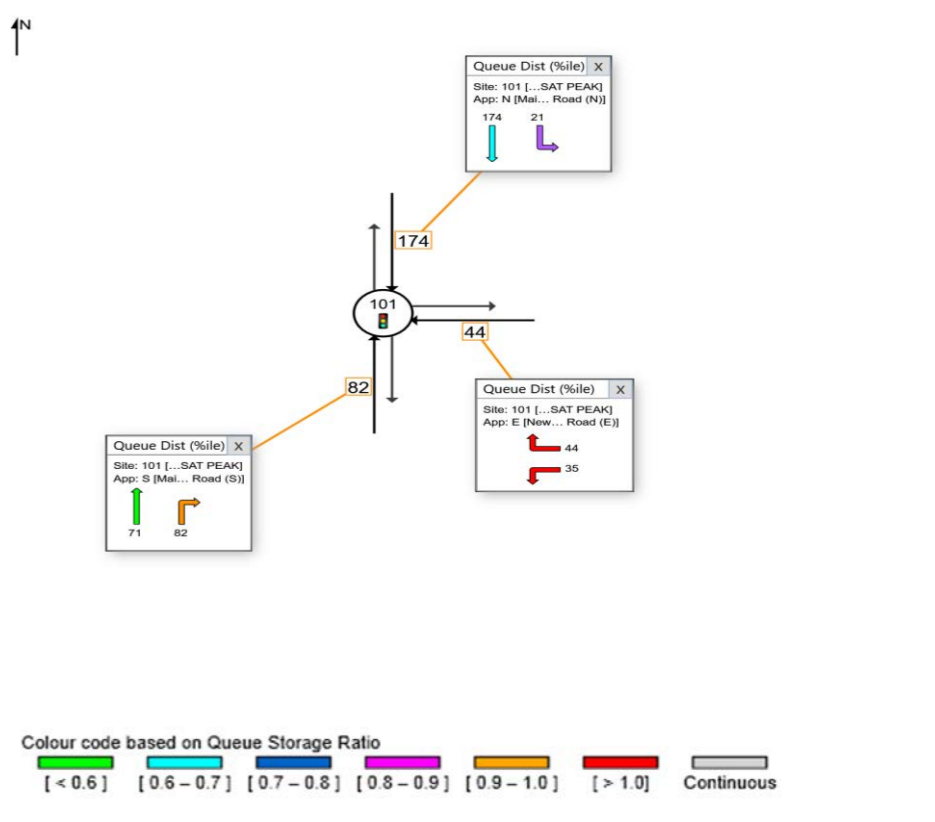 N
Queue Dist (%ile) X
Site: 101 [...SAT PEAK]
App: N [Mai... Road (N)]
174 21
174
101
44
82
Queue Dist (%ile) X
Site: 101 [...SAT PEAK]
App: E [New... Road (E)]
44
35
Queue Dist (%ile) X
Site: 101 [...SAT PEAK]
App: S [Mai... Road (S)]
71 82
Colour code based on Queue Storage Ratio
[ < 0.6 ] [ 0.6 – 0.7 ] [ 0.7 – 0.8 ] [ 0.8 – 0.9 ] [ 0.9 – 1.0 ] [ > 1.0] Continuous